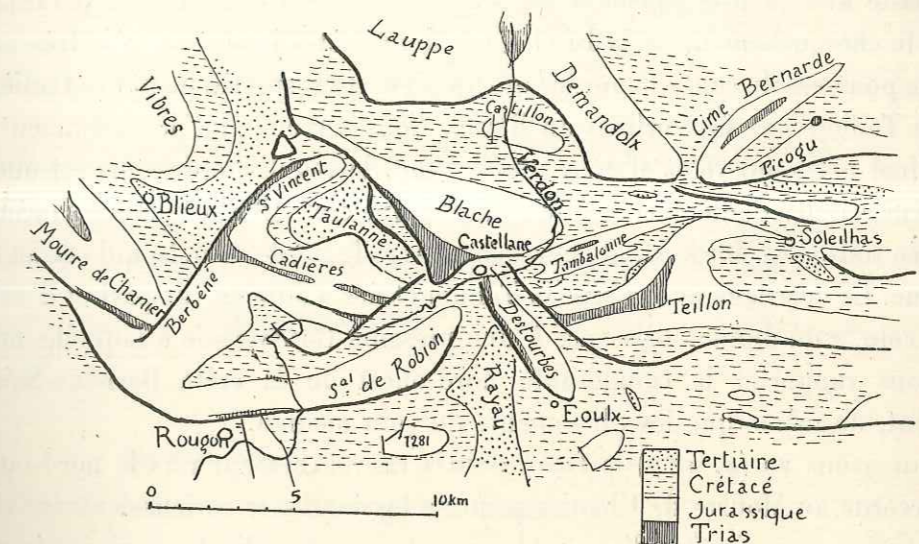 Lauppe
Vibres
Demandolx
Cime Bernarde
Castillon
Picogu
Verdon
St Vincent
Blieux
Taulanne
Blache
Castellane
Soleilhas
Mourre de Chanier
Cadières
Tambalonne
Berbène
Teillon
Destourbes
Sal de Robion
Rayau
Eoulx
Rougon
1281
Tertiaire
Crétacé
Jurassique
Trias
0 5 10km